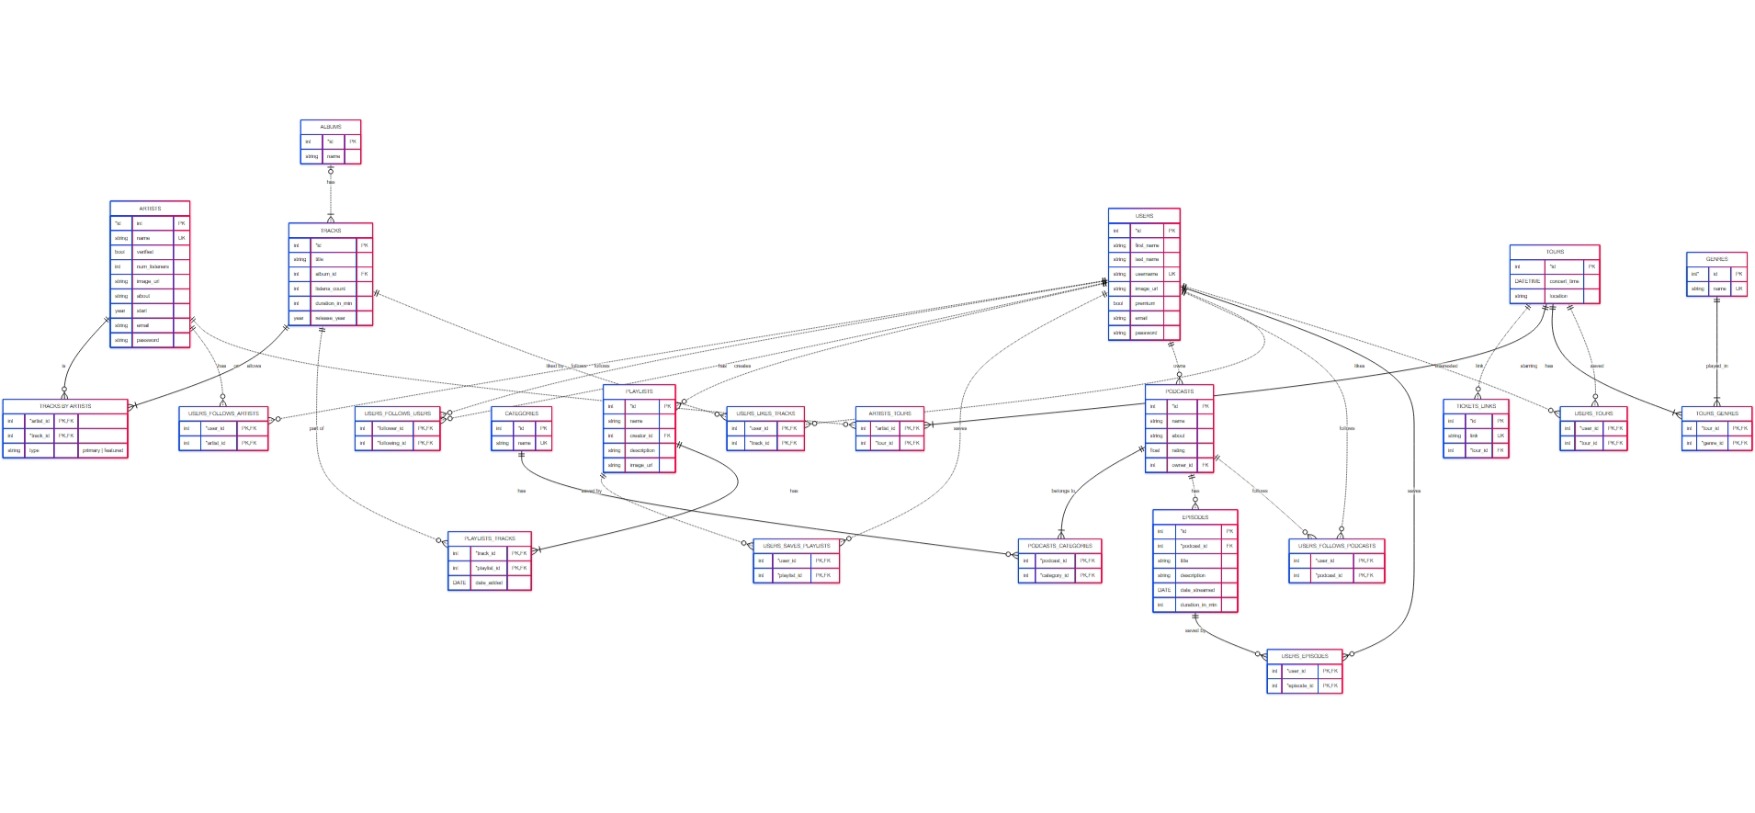 ALBUMS
int *id PK
string name
has
ARTISTS
*id int PK
string name UK
bool verified
int num_listeners
string image_url
string about
year start
string email
string password
TRACKS
int *id PK
string title
int album_id FK
int listens_count
int duration_in_min
year release_year
USERS
int *id PK
string first_name
string last_name
string username UK
string image_url
bool premium
string email
string password
TOURS
int *id PK
DATETIME concert_time
string location
GENRES
int* id PK
string name UK
is
has
allows
liked by
follows
follows
has
creates
owns
likes
interested
link
starring
has
saved
played_in
TRACKS BY ARTISTS
int *artist_id PK,FK
int *track_id PK,FK
string type primary | featured
USERS_FOLLOWS_ARTISTS
int *user_id PK,FK
int *artist_id PK,FK
USERS_FOLLOWS_USERS
int *follower_id PK,FK
int *following_id PK,FK
CATEGORIES
int *id PK
string name UK
PLAYLISTS
int *id PK
string name
int creator_id FK
string description
string image_url
USERS_LIKES_TRACKS
int *user_id PK,FK
int *track_id PK,FK
ARTISTS_TOURS
int *artist_id PK,FK
int *tour_id PK,FK
PODCASTS
int *id PK
string name
string about
float rating
int owner_id FK
TICKETS_LINKS
int *id PK
string link UK
int *tour_id FK
USERS_TOURS
int *user_id PK,FK
int *tour_id PK,FK
TOURS_GENRES
int *tour_id PK,FK
int *genre_id PK,FK
part of
saves
follows
has
saved by
has
belongs to
has
follows
saves
PLAYLISTS_TRACKS
int *track_id PK,FK
int *playlist_id PK,FK
DATE date_added
USERS_SAVES_PLAYLISTS
int *user_id PK,FK
int *playlist_id PK,FK
PODCASTS_CATEGORIES
int *podcast_id PK,FK
int *category_id PK,FK
EPISODES
int *id PK
int *podcast_id FK
string title
string description
DATE date_streamed
int duration_in_min
USERS_FOLLOWS_PODCASTS
int *user_id PK,FK
int *podcast_id PK,FK
saved by
USERS_EPISODES
int *user_id PK,FK
int *episode_id PK,FK